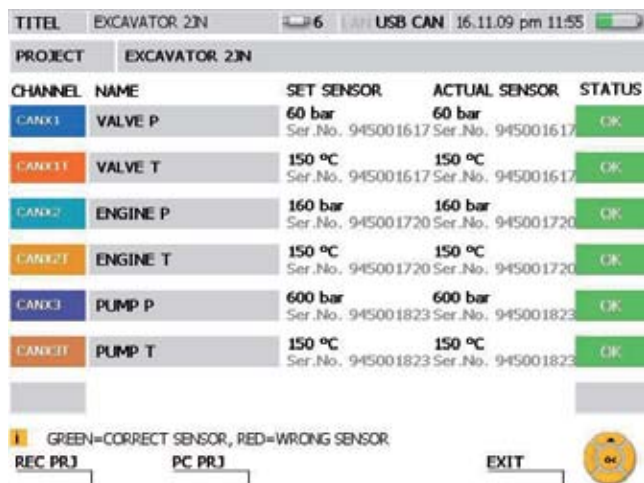 TITEL EXCAVATOR 2JN 6 LAN USB CAN 16.11.09 pm 11:55
PROJECT EXCAVATOR 2JN
CHANNEL NAME SET SENSOR ACTUAL SENSOR STATUS
CANX1 VALVE P 60 bar 60 bar OK
Ser.No. 945001617 Ser.No. 945001617
CANX1T VALVE T 150 °C 150 °C OK
Ser.No. 945001617 Ser.No. 945001617
CANX2 ENGINE P 160 bar 160 bar OK
Ser.No. 945001720 Ser.No. 945001720
CANX2T ENGINE T 150 °C 150 °C OK
Ser.No. 945001720 Ser.No. 945001720
CANX3 PUMP P 600 bar 600 bar OK
Ser.No. 945001823 Ser.No. 945001823
CANX3T PUMP T 150 °C 150 °C OK
Ser.No. 945001823 Ser.No. 945001823
i GREEN=CORRECT SENSOR, RED=WRONG SENSOR
REC PRJ PC PRJ EXIT OK